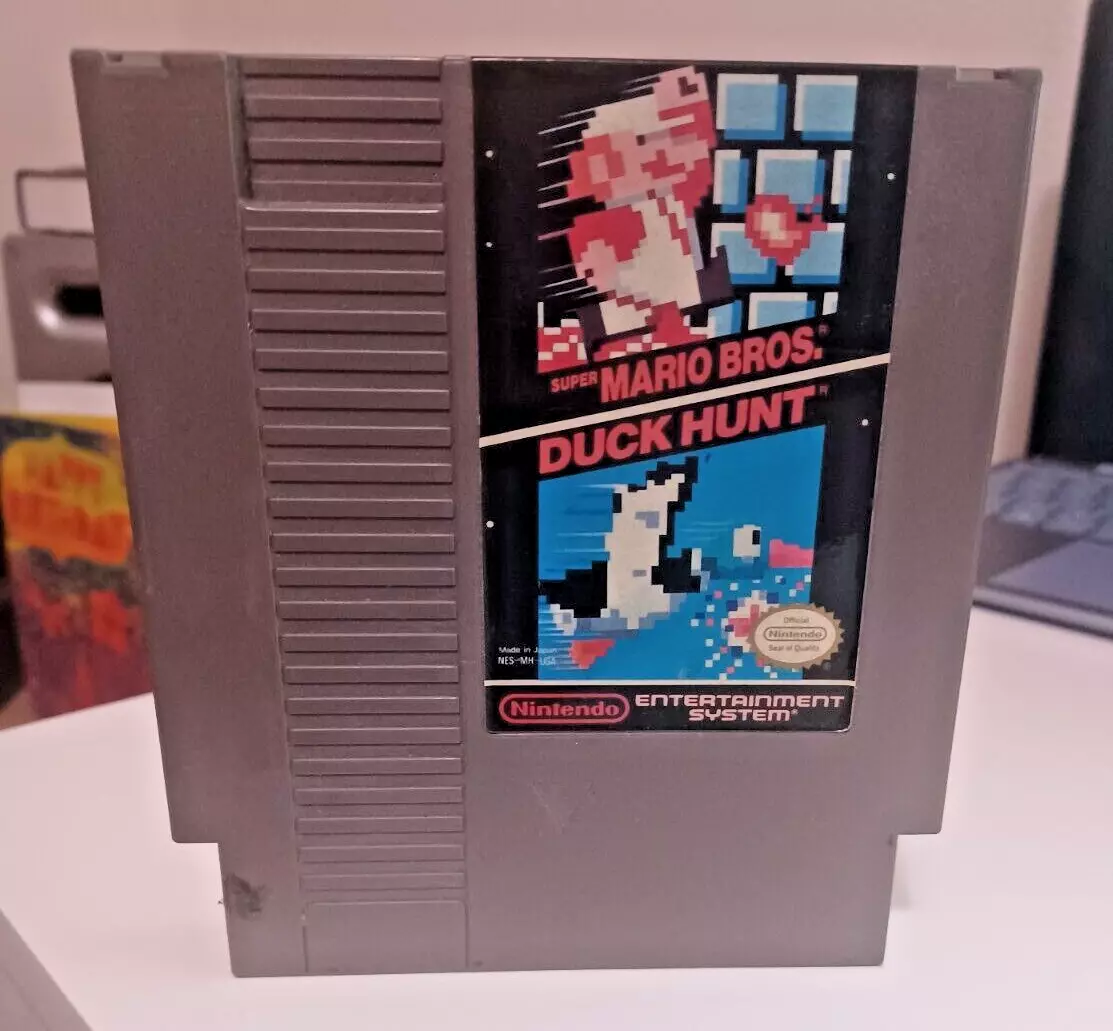 SUPER MARIO BROS.®
DUCK HUNT®
Made in Japan
NES-MH-USA
Official
Nintendo
Seal of Quality
Nintendo®
ENTERTAINMENT
SYSTEM®